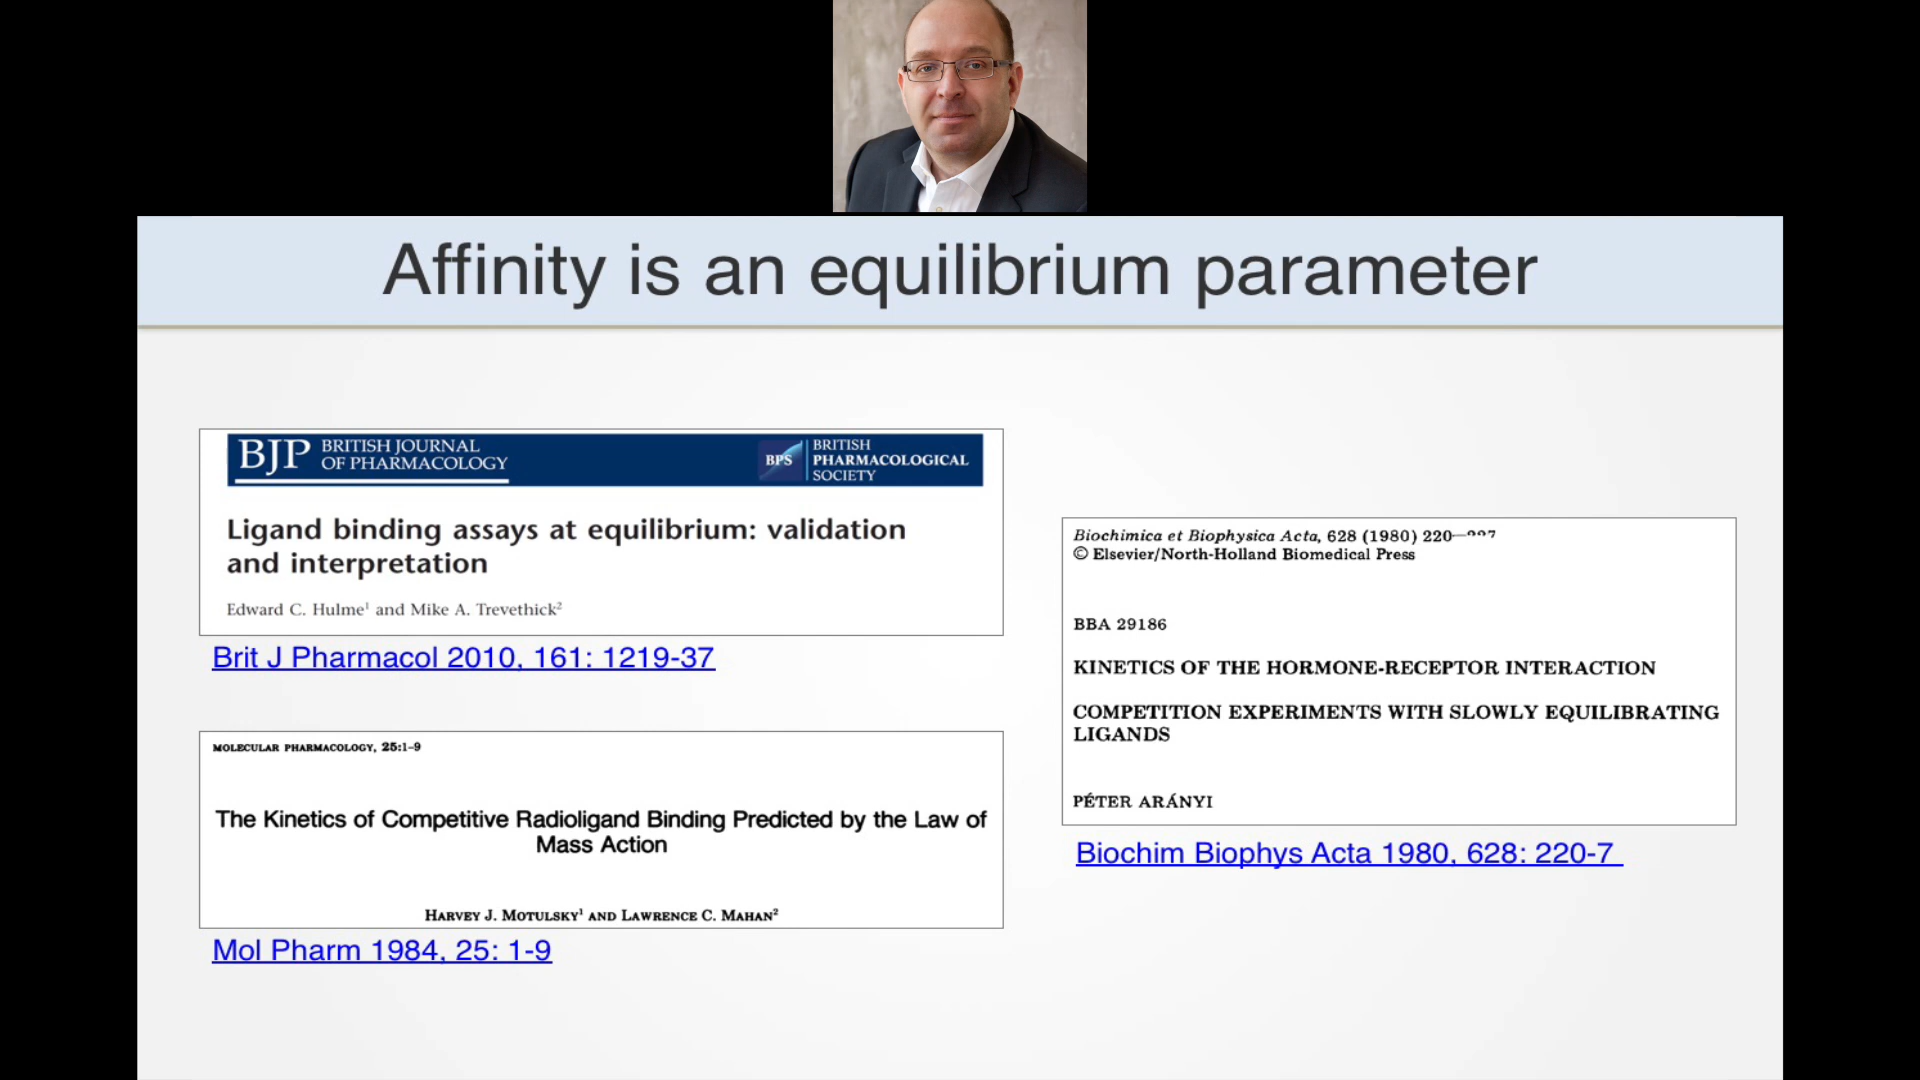 Affinity is an equilibrium parameter
BJP BRITISH JOURNAL
OF PHARMACOLOGY
BPS
BRITISH
PHARMACOLOGICAL
SOCIETY
Ligand binding assays at equilibrium: validation
and interpretation
Edward C. Hulme¹ and Mike A. Trevethick²
Brit J Pharmacol 2010, 161: 1219-37
MOLECULAR PHARMACOLOGY, 25:1–9
The Kinetics of Competitive Radioligand Binding Predicted by the Law of
Mass Action
HARVEY J. MOTULSKY¹ AND LAWRENCE C. MAHAN²
Mol Pharm 1984, 25: 1-9
Biochimica et Biophysica Acta, 628 (1980) 220—
© Elsevier/North-Holland Biomedical Press
BBA 29186
KINETICS OF THE HORMONE-RECEPTOR INTERACTION
COMPETITION EXPERIMENTS WITH SLOWLY EQUILIBRATING
LIGANDS
PÉTER ARÁNYI
Biochim Biophys Acta 1980, 628: 220-7